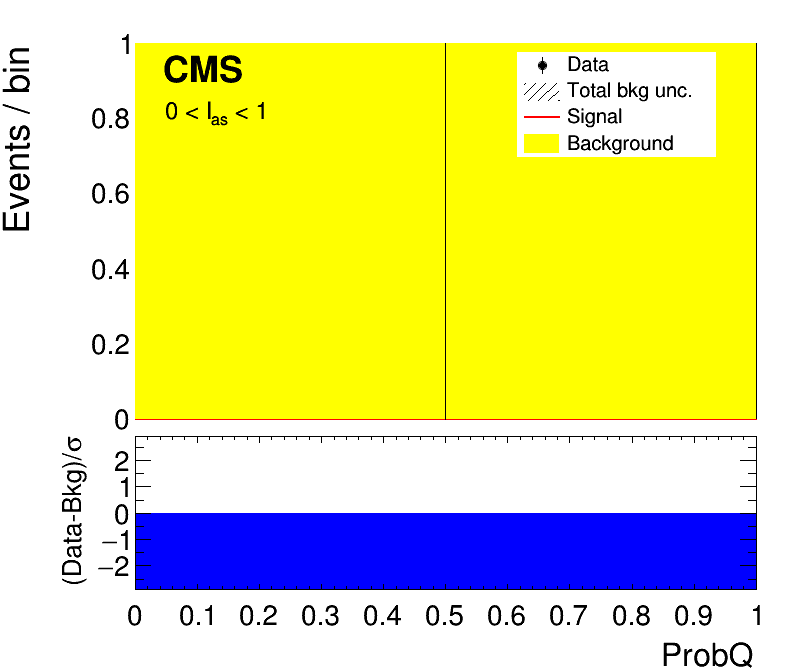 Events / bin
1
0.8
0.6
0.4
0.2
0
CMS
0 < I_as < 1
Data
Total bkg unc.
Signal
Background
(Data-Bkg)/σ
2
1
0
−1
−2
0 0.1 0.2 0.3 0.4 0.5 0.6 0.7 0.8 0.9 1
ProbQ